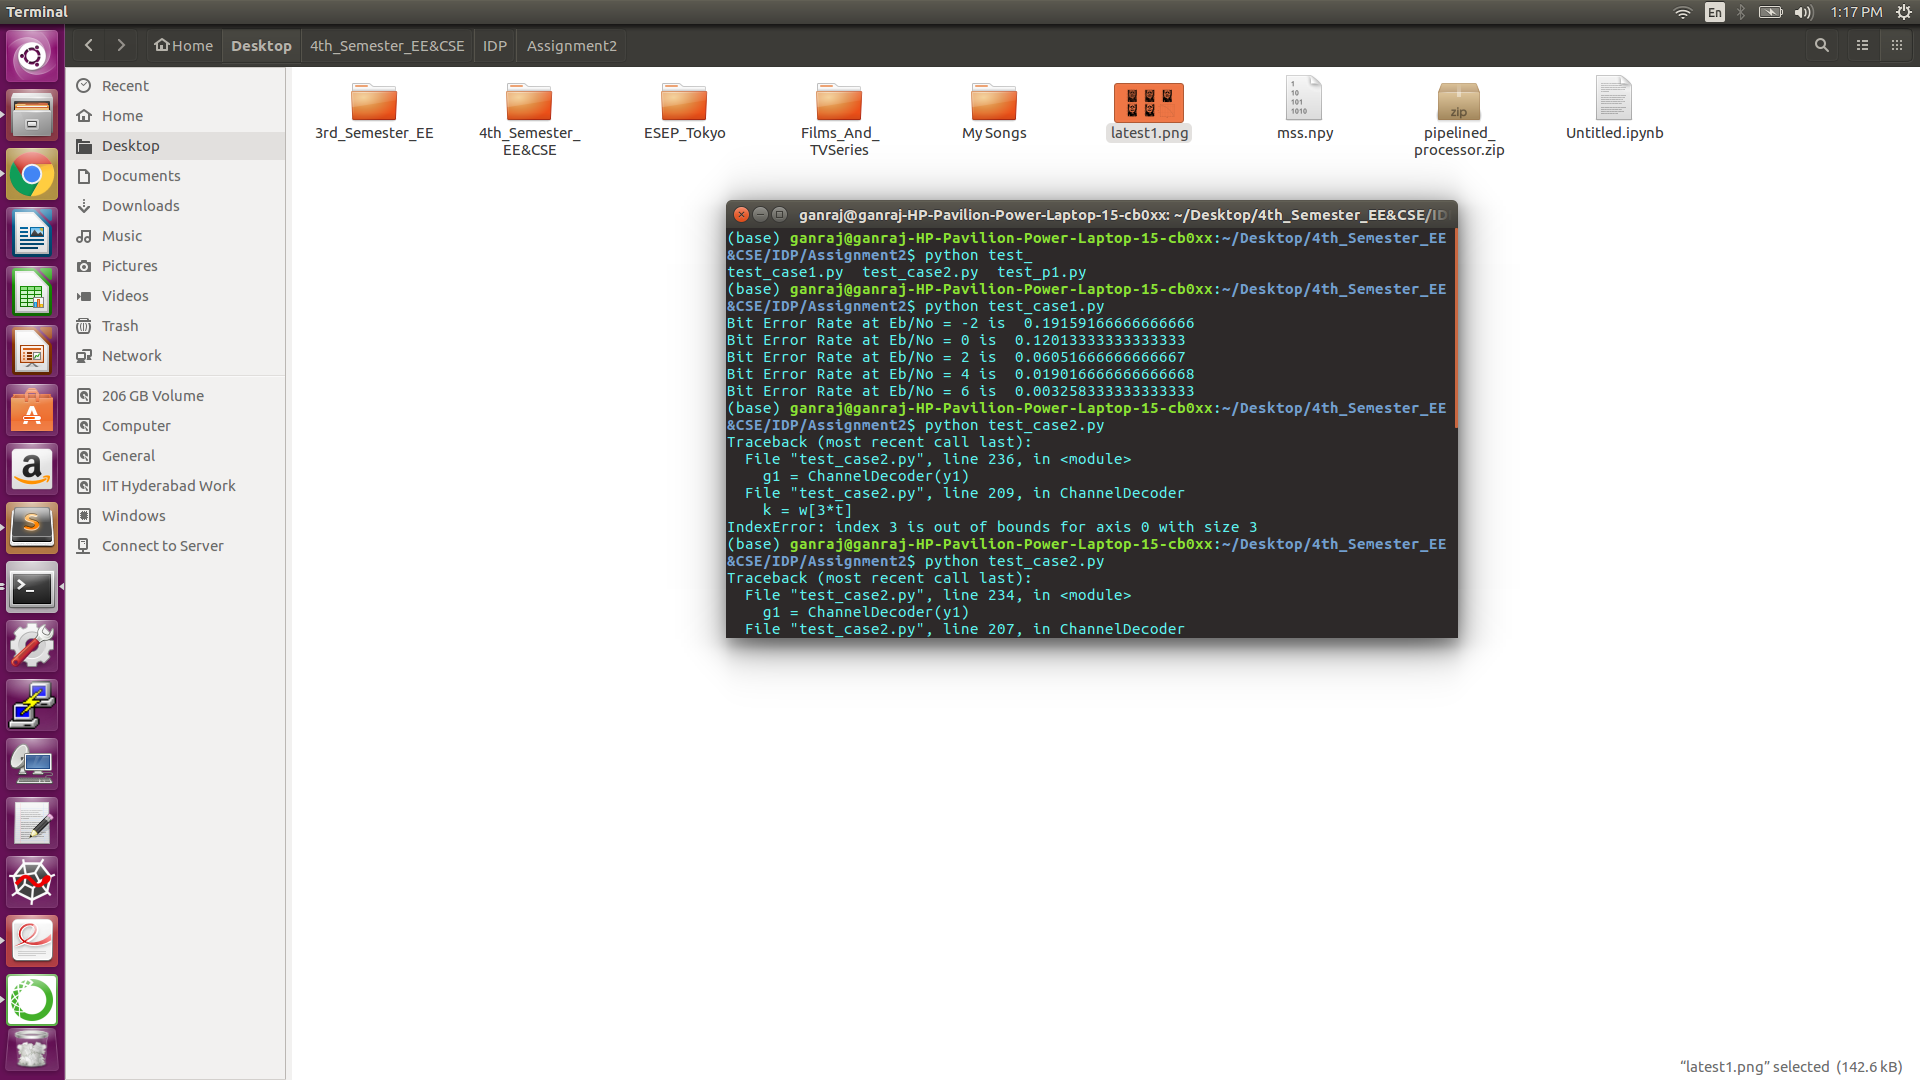 Terminal
En
1:17 PM
Home
Desktop
4th_Semester_EE&CSE
IDP
Assignment2
Recent
Home
Desktop
Documents
Downloads
Music
Pictures
Videos
Trash
Network
206 GB Volume
Computer
General
IIT Hyderabad Work
Windows
Connect to Server
3rd_Semester_EE
4th_Semester_
EE&CSE
ESEP_Tokyo
Films_And_
TVSeries
My Songs
latest1.png
1
10
101
1010
mss.npy
zip
pipelined_
processor.zip
Untitled.ipynb
ganraj@ganraj-HP-Pavilion-Power-Laptop-15-cb0xx: ~/Desktop/4th_Semester_EE&CSE/ID
(base) ganraj@ganraj-HP-Pavilion-Power-Laptop-15-cb0xx:~/Desktop/4th_Semester_EE
&CSE/IDP/Assignment2$ python test_
test_case1.py  test_case2.py  test_p1.py
(base) ganraj@ganraj-HP-Pavilion-Power-Laptop-15-cb0xx:~/Desktop/4th_Semester_EE
&CSE/IDP/Assignment2$ python test_case1.py
Bit Error Rate at Eb/No = -2 is  0.19159166666666666
Bit Error Rate at Eb/No = 0 is  0.12013333333333333
Bit Error Rate at Eb/No = 2 is  0.06051666666666667
Bit Error Rate at Eb/No = 4 is  0.019016666666666668
Bit Error Rate at Eb/No = 6 is  0.003258333333333333
(base) ganraj@ganraj-HP-Pavilion-Power-Laptop-15-cb0xx:~/Desktop/4th_Semester_EE
&CSE/IDP/Assignment2$ python test_case2.py
Traceback (most recent call last):
  File "test_case2.py", line 236, in <module>
    g1 = ChannelDecoder(y1)
  File "test_case2.py", line 209, in ChannelDecoder
    k = w[3*t]
IndexError: index 3 is out of bounds for axis 0 with size 3
(base) ganraj@ganraj-HP-Pavilion-Power-Laptop-15-cb0xx:~/Desktop/4th_Semester_EE
&CSE/IDP/Assignment2$ python test_case2.py
Traceback (most recent call last):
  File "test_case2.py", line 234, in <module>
    g1 = ChannelDecoder(y1)
  File "test_case2.py", line 207, in ChannelDecoder
“latest1.png” selected (142.6 kB)